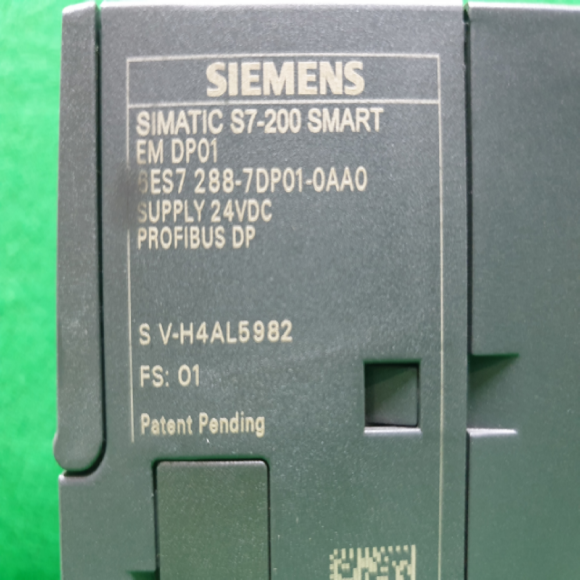 SIEMENS
SIMATIC S7-200 SMART
EM DP01
6ES7 288-7DP01-0AA0
SUPPLY 24VDC
PROFIBUS DP
S V-H4AL5982
FS: 01
Patent Pending